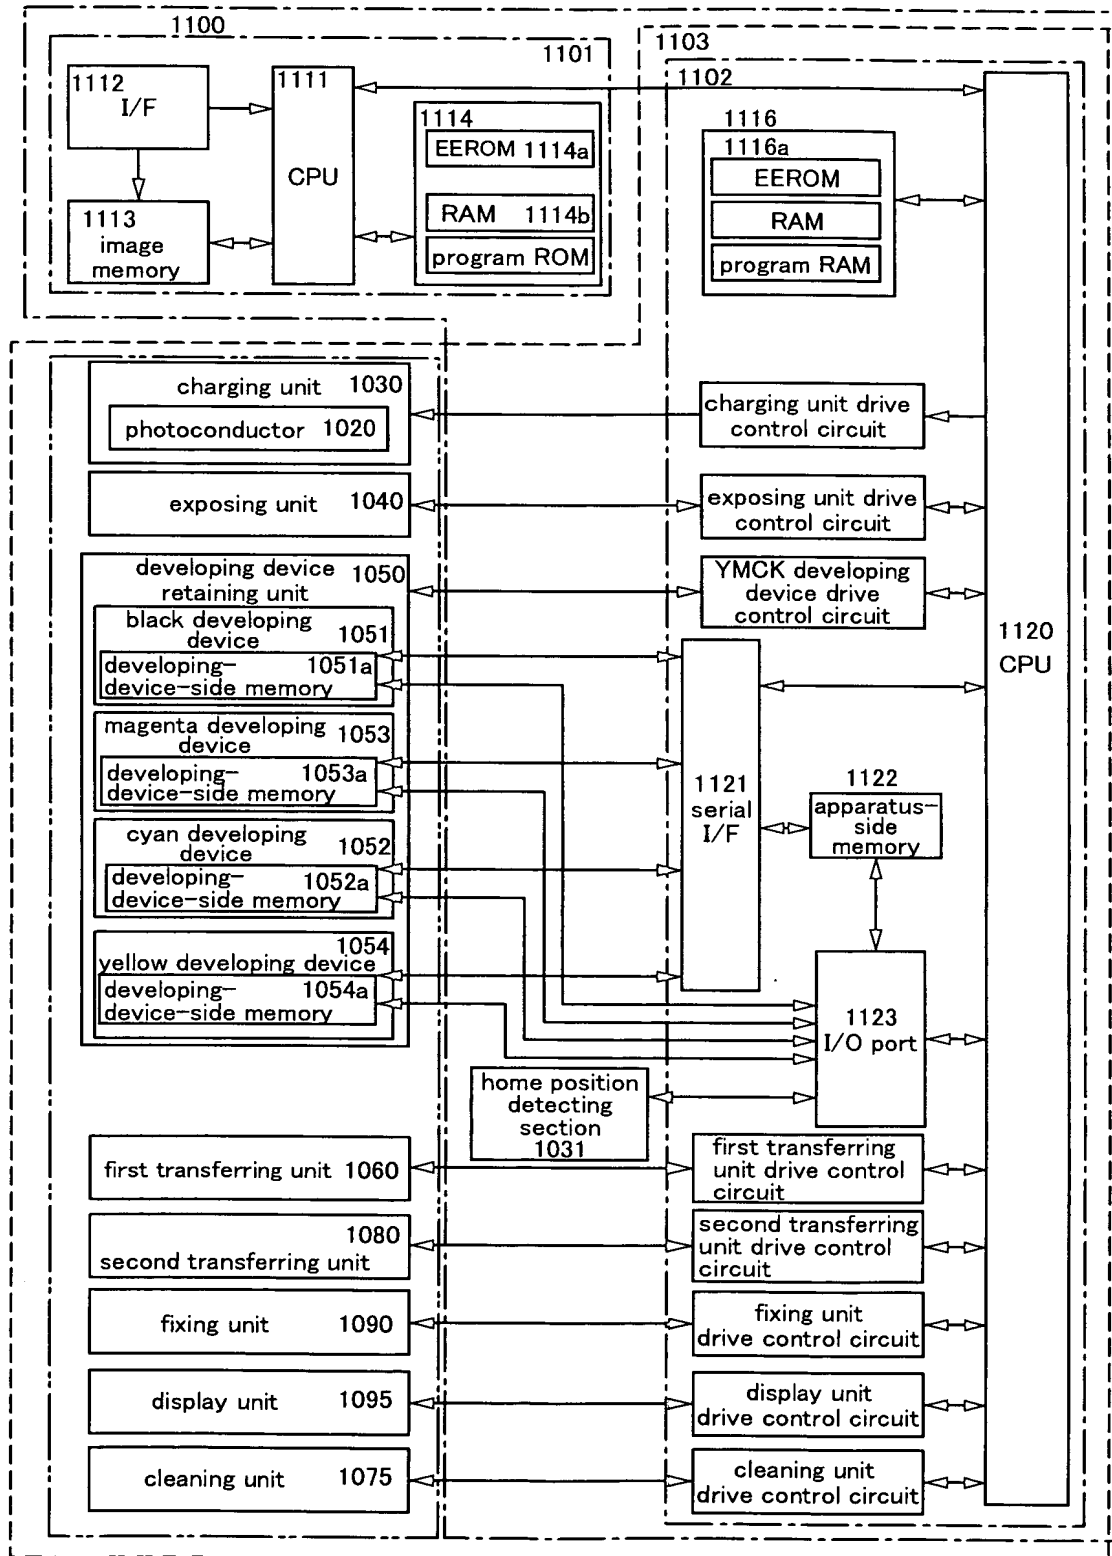 1100
1101
1103
1112
I/F
1111
CPU
1102
1114
EEROM 1114a
RAM 1114b
program ROM
1113
image
memory
1116
1116a
EEROM
RAM
program RAM
charging unit 1030
photoconductor 1020
charging unit drive
control circuit
exposing unit 1040
exposing unit drive
control circuit
developing device 1050
retaining unit
YMCK developing
device drive
control circuit
black developing
device 1051
developing- 1051a
device-side memory
magenta developing
device 1053
developing- 1053a
device-side memory
cyan developing
device 1052
developing- 1052a
device-side memory
1054
yellow developing device
developing- 1054a
device-side memory
1120
CPU
1121
serial
I/F
1122
apparatus-
side
memory
1123
I/O port
home position
detecting
section
1031
first transferring unit 1060
first transferring
unit drive control
circuit
1080
second transferring unit
second transferring
unit drive control
circuit
fixing unit 1090
fixing unit
drive control circuit
display unit 1095
display unit
drive control circuit
cleaning unit 1075
cleaning unit
drive control circuit